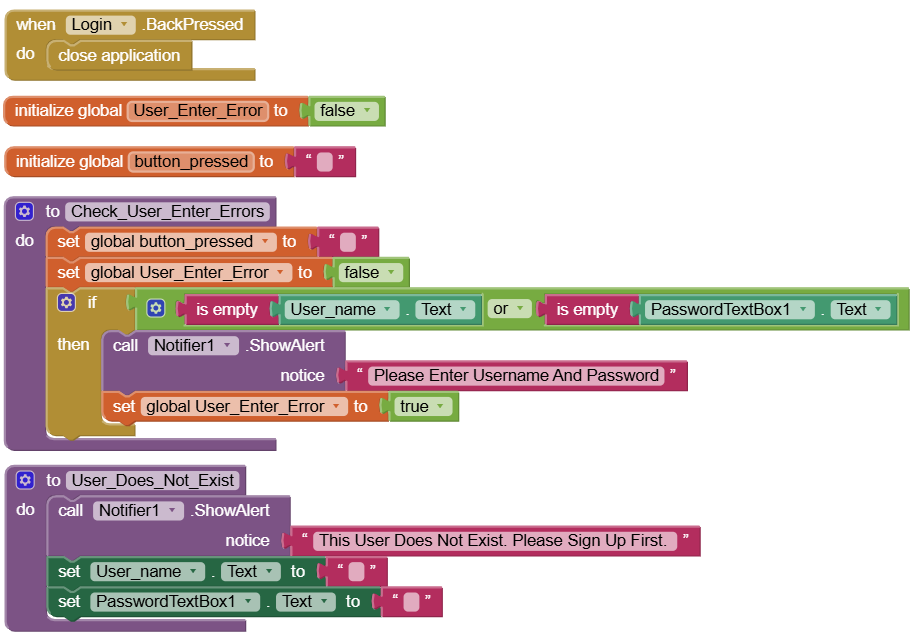 when Login .BackPressed
do close application
initialize global User_Enter_Error to false
initialize global button_pressed to “ ”
to Check_User_Enter_Errors
do set global button_pressed to “ ”
set global User_Enter_Error to false
if is empty User_name . Text or is empty PasswordTextBox1 . Text
then call Notifier1 .ShowAlert
notice “ Please Enter Username And Password ”
set global User_Enter_Error to true
to User_Does_Not_Exist
do call Notifier1 .ShowAlert
notice “ This User Does Not Exist. Please Sign Up First. ”
set User_name . Text to “ ”
set PasswordTextBox1 . Text to “ ”